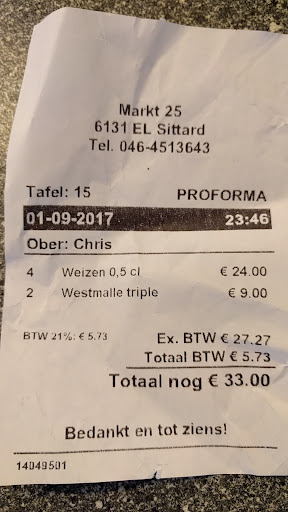 Markt 25
6131 EL Sittard
Tel. 046-4513643
Tafel: 15 PROFORMA
01-09-2017 23:46
Ober: Chris
4 Weizen 0,5 cl € 24.00
2 Westmalle triple € 9.00
BTW 21%: € 5.73 Ex. BTW € 27.27
Totaal BTW € 5.73
Totaal nog € 33.00
Bedankt en tot ziens!
14049501